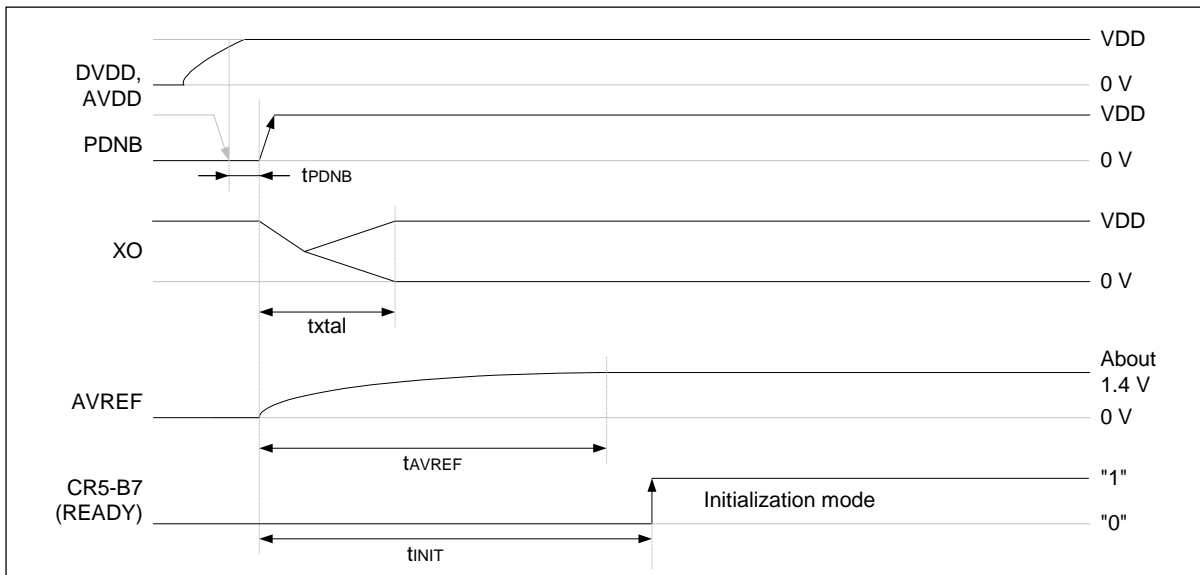 VDD
DVDD,
AVDD
0 V
VDD
PDNB
0 V
tPDNB
VDD
XO
0 V
txtal
About
1.4 V
AVREF
0 V
tAVREF
CR5-B7
(READY)
"1"
Initialization mode
"0"
tINIT